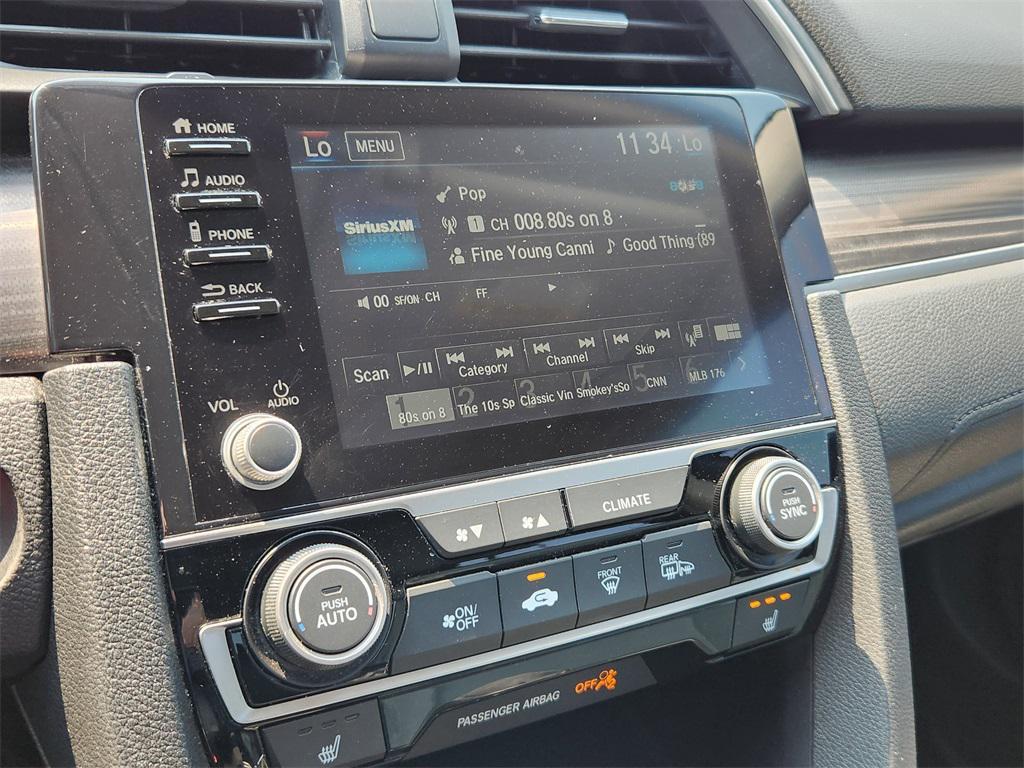 HOME
AUDIO
PHONE
BACK
VOL
AUDIO
Lo MENU 11 34 Lo
Pop
SiriusXM
1 CH 008 80s on 8
Fine Young Canni Good Thing (89
00 SF/ON CH FF
Scan Category Channel Skip
1 2 3 4 5 6
80s on 8 The 10s Sp Classic Vin Smokey'sSo CNN MLB 176
CLIMATE
PUSH
SYNC
PUSH
AUTO
ON/
OFF
FRONT
REAR
PASSENGER AIRBAG OFF